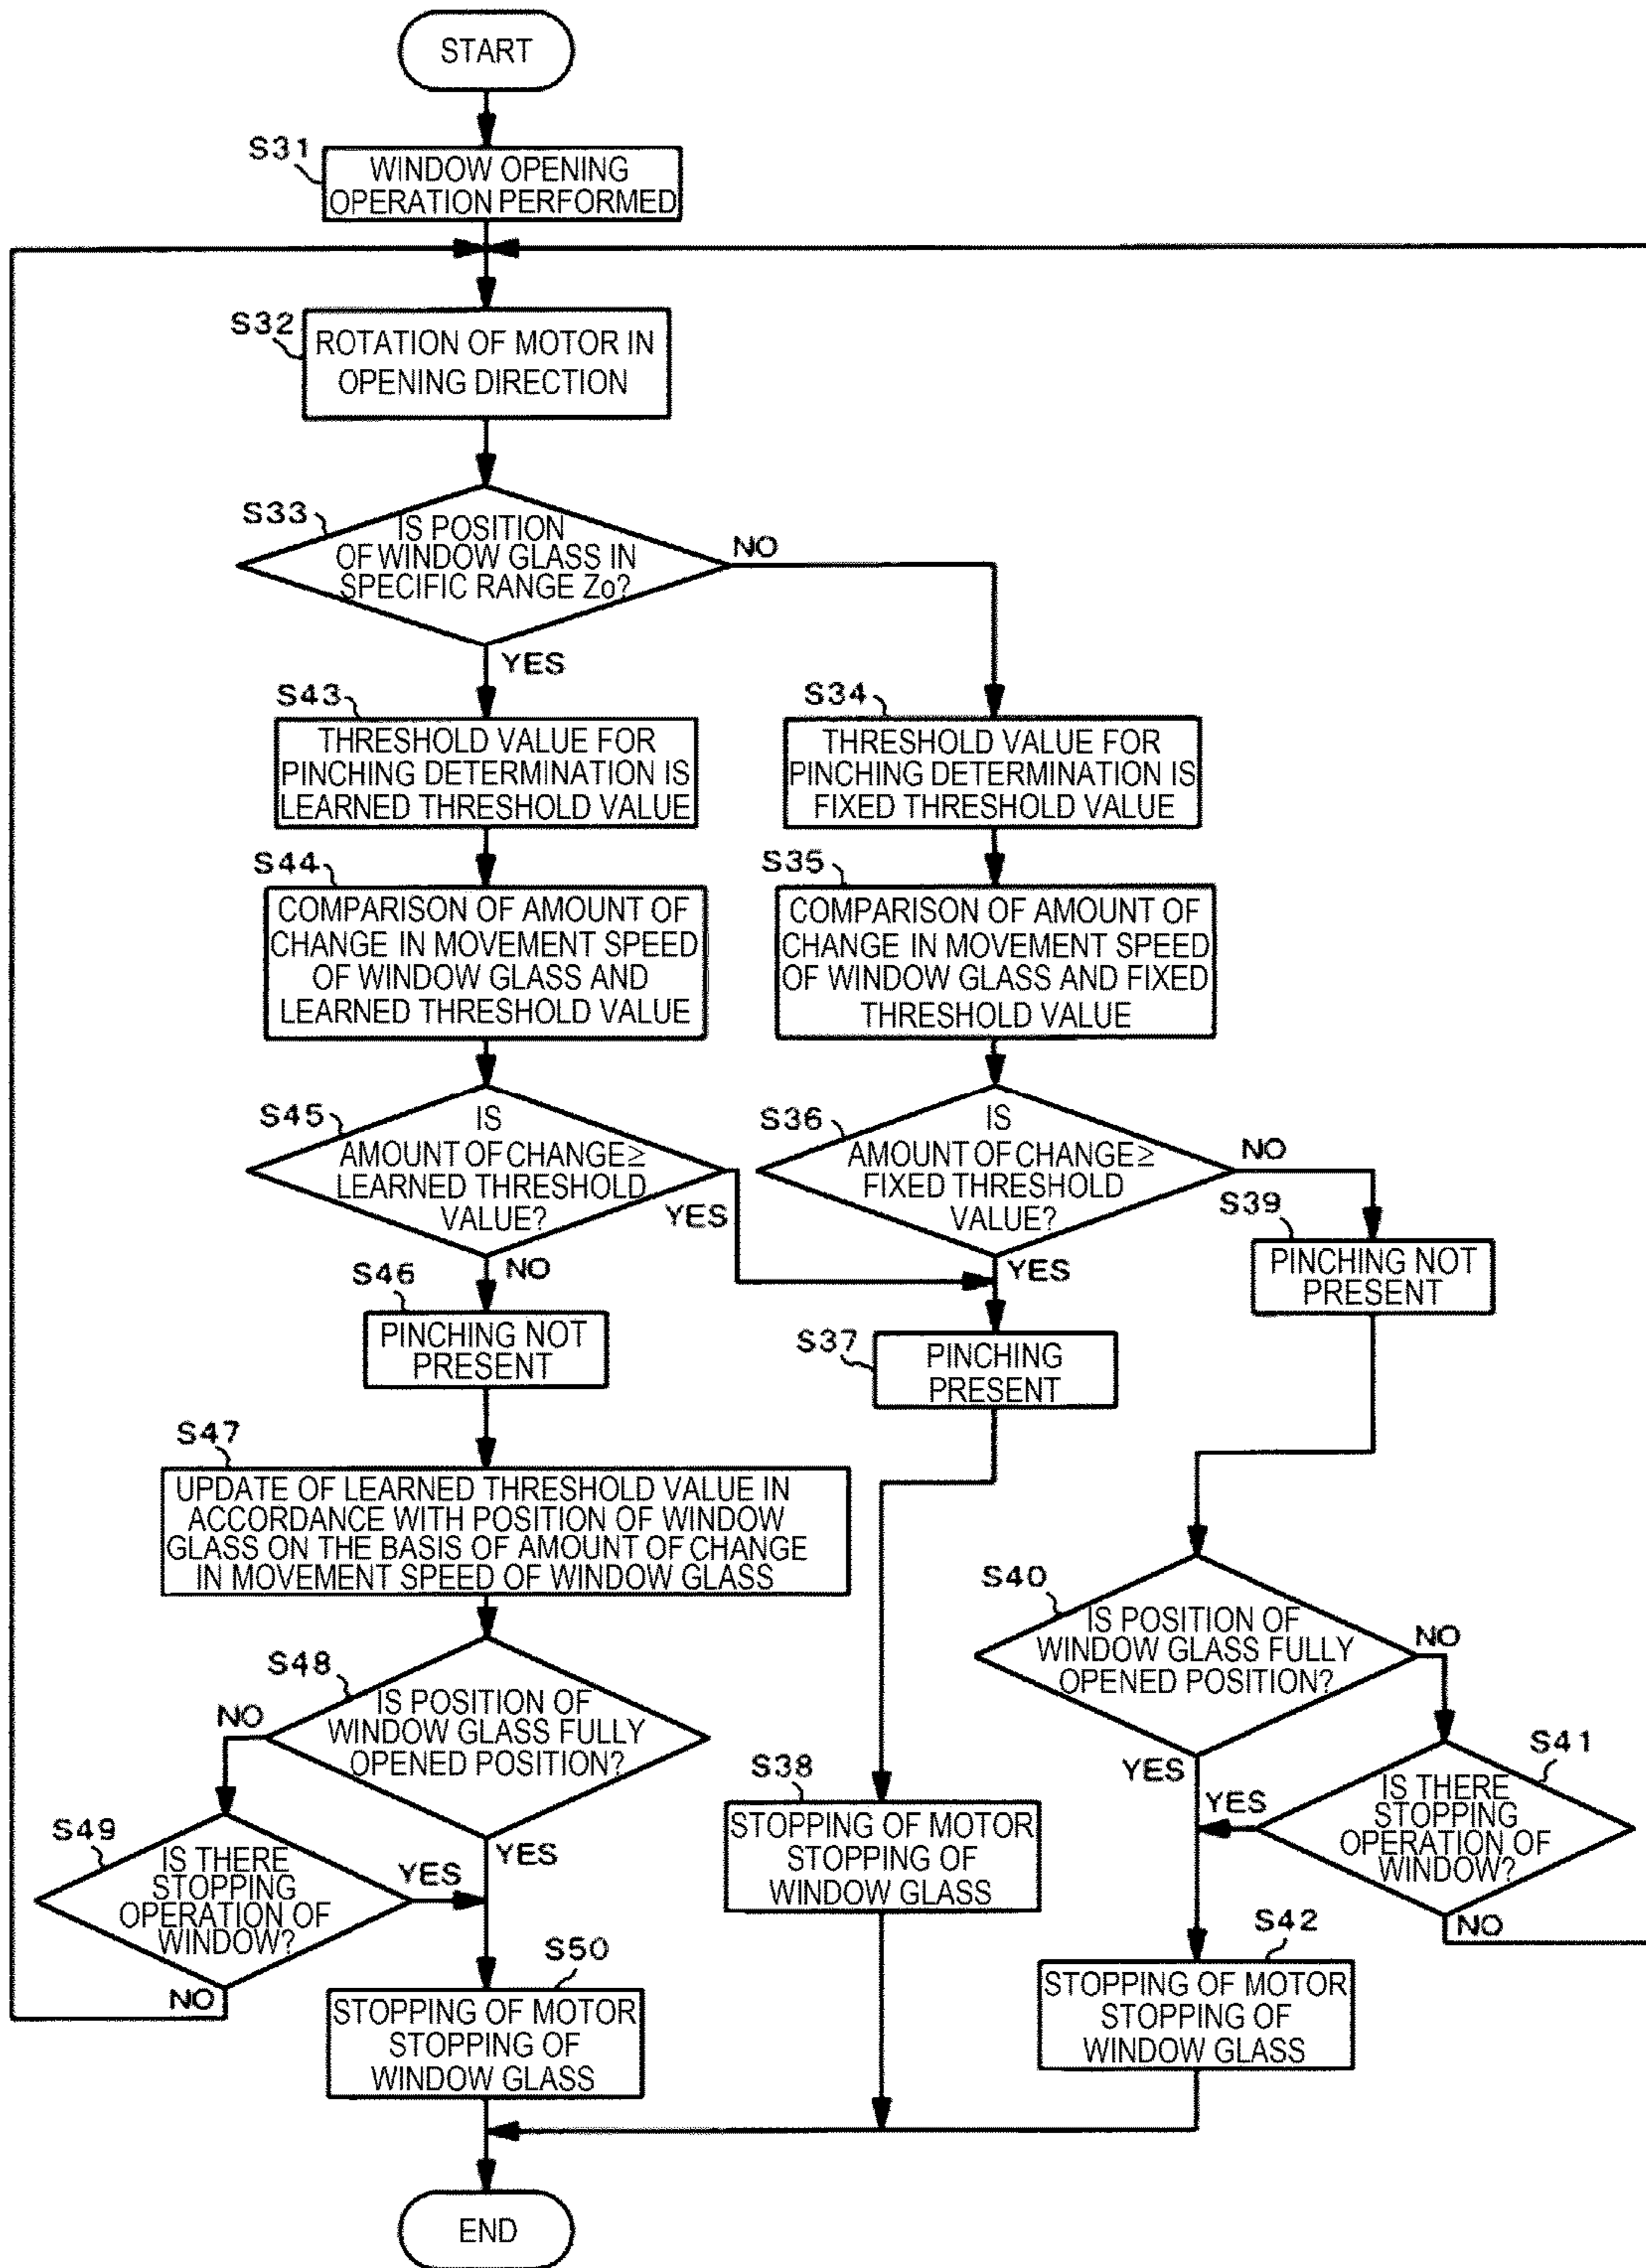 START
S31
WINDOW OPENING
OPERATION PERFORMED
S32
ROTATION OF MOTOR IN
OPENING DIRECTION
S33
IS POSITION
OF WINDOW GLASS IN
SPECIFIC RANGE Zo?
NO
YES
S43
THRESHOLD VALUE FOR
PINCHING DETERMINATION IS
LEARNED THRESHOLD VALUE
S34
THRESHOLD VALUE FOR
PINCHING DETERMINATION IS
FIXED THRESHOLD VALUE
S44
COMPARISON OF AMOUNT OF
CHANGE IN MOVEMENT SPEED
OF WINDOW GLASS AND
LEARNED THRESHOLD VALUE
S35
COMPARISON OF AMOUNT OF
CHANGE IN MOVEMENT SPEED
OF WINDOW GLASS AND FIXED
THRESHOLD VALUE
S45
IS
AMOUNT OF CHANGE≥
LEARNED THRESHOLD
VALUE?
YES
NO
S36
IS
AMOUNT OF CHANGE≥
FIXED THRESHOLD
VALUE?
NO
YES
S39
PINCHING NOT
PRESENT
S46
PINCHING NOT
PRESENT
S37
PINCHING
PRESENT
S47
UPDATE OF LEARNED THRESHOLD VALUE IN
ACCORDANCE WITH POSITION OF WINDOW
GLASS ON THE BASIS OF AMOUNT OF CHANGE
IN MOVEMENT SPEED OF WINDOW GLASS
S40
IS POSITION OF
WINDOW GLASS FULLY
OPENED POSITION?
NO
YES
S48
IS POSITION OF
WINDOW GLASS FULLY
OPENED POSITION?
NO
YES
S41
IS THERE
STOPPING
OPERATION OF
WINDOW?
YES
NO
S38
STOPPING OF MOTOR
STOPPING OF
WINDOW GLASS
S49
IS THERE
STOPPING
OPERATION OF
WINDOW?
YES
NO
S42
STOPPING OF MOTOR
STOPPING OF
WINDOW GLASS
S50
STOPPING OF MOTOR
STOPPING OF
WINDOW GLASS
END